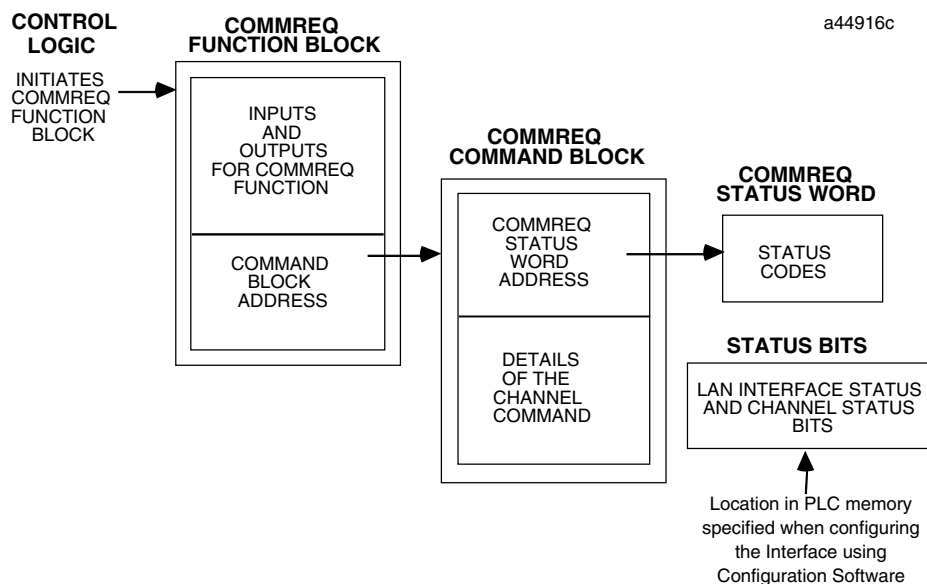 CONTROL
LOGIC
INITIATES
COMMREQ
FUNCTION
BLOCK
COMMREQ
FUNCTION BLOCK
INPUTS
AND
OUTPUTS
FOR COMMREQ
FUNCTION
COMMAND
BLOCK
ADDRESS
COMMREQ
COMMAND BLOCK
COMMREQ
STATUS
WORD
ADDRESS
DETAILS
OF THE
CHANNEL
COMMAND
a44916c
COMMREQ
STATUS WORD
STATUS
CODES
STATUS BITS
LAN INTERFACE STATUS
AND CHANNEL STATUS
BITS
Location in PLC memory
specified when configuring
the Interface using
Configuration Software